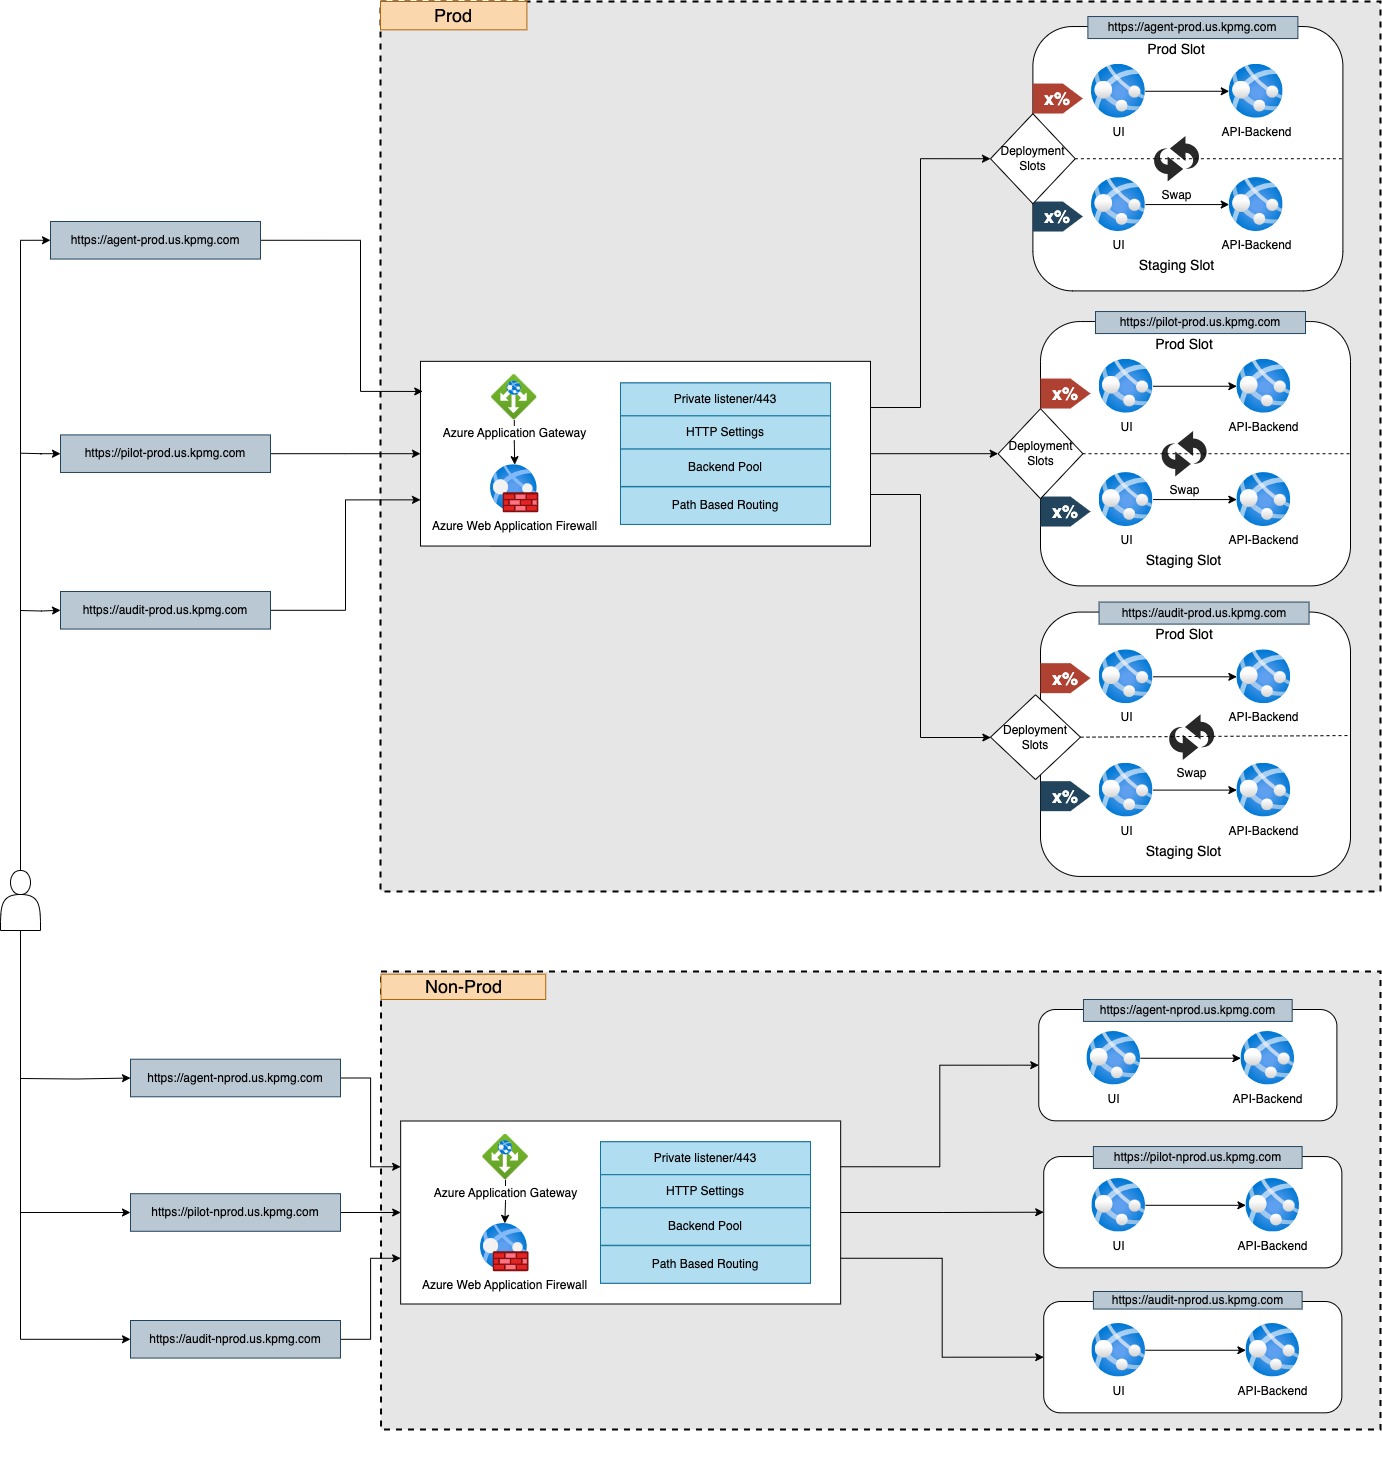 Prod
https://agent-prod.us.kpmg.com
Prod Slot
x%
UI
API-Backend
Deployment
Slots
Swap
x%
UI
API-Backend
Staging Slot
https://agent-prod.us.kpmg.com
https://pilot-prod.us.kpmg.com
https://audit-prod.us.kpmg.com
Azure Application Gateway
Azure Web Application Firewall
Private listener/443
HTTP Settings
Backend Pool
Path Based Routing
https://pilot-prod.us.kpmg.com
Prod Slot
x%
UI
API-Backend
Deployment
Slots
Swap
x%
UI
API-Backend
Staging Slot
https://audit-prod.us.kpmg.com
Prod Slot
x%
UI
API-Backend
Deployment
Slots
Swap
x%
UI
API-Backend
Staging Slot
Non-Prod
https://agent-nprod.us.kpmg.com
https://pilot-nprod.us.kpmg.com
https://audit-nprod.us.kpmg.com
Azure Application Gateway
Azure Web Application Firewall
Private listener/443
HTTP Settings
Backend Pool
Path Based Routing
https://agent-nprod.us.kpmg.com
UI
API-Backend
https://pilot-nprod.us.kpmg.com
UI
API-Backend
https://audit-nprod.us.kpmg.com
UI
API-Backend